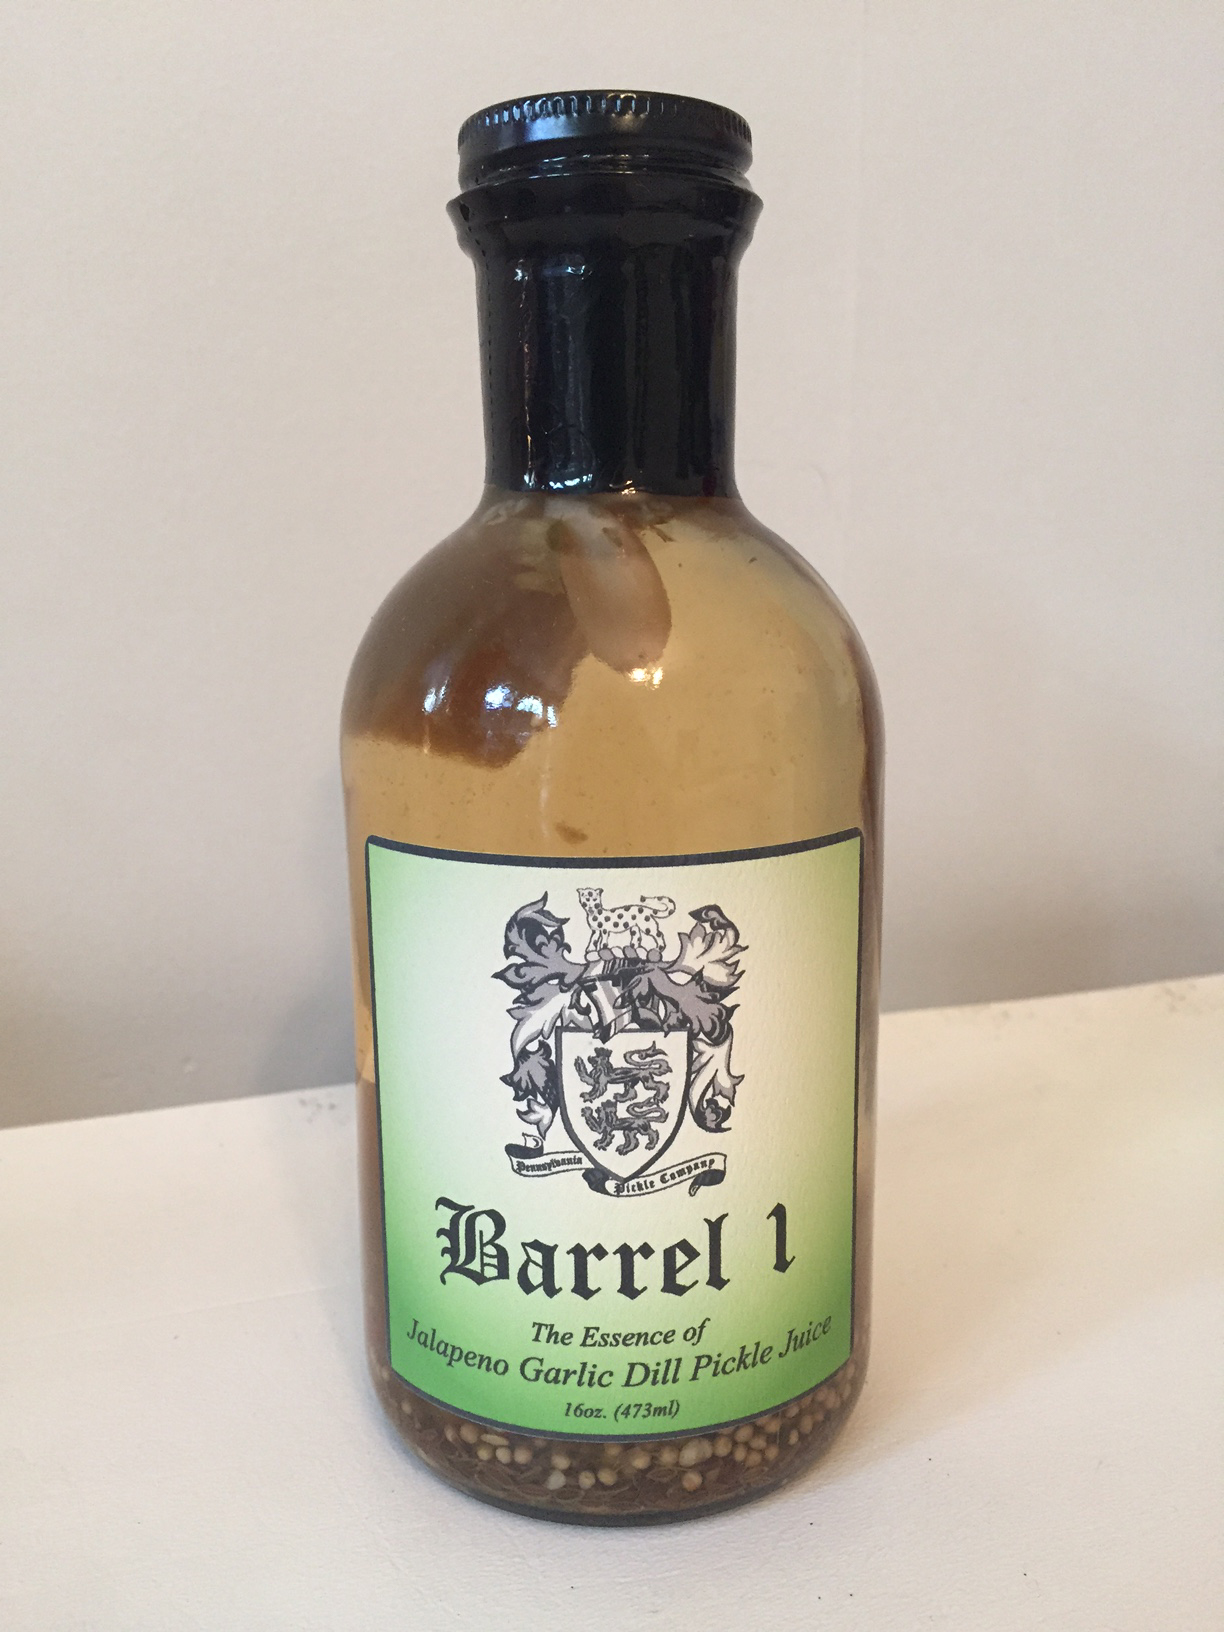 Pennsylvania
Pickle Company
Barrel 1
The Essence of
Jalapeno Garlic Dill Pickle Juice
16oz. (473ml)